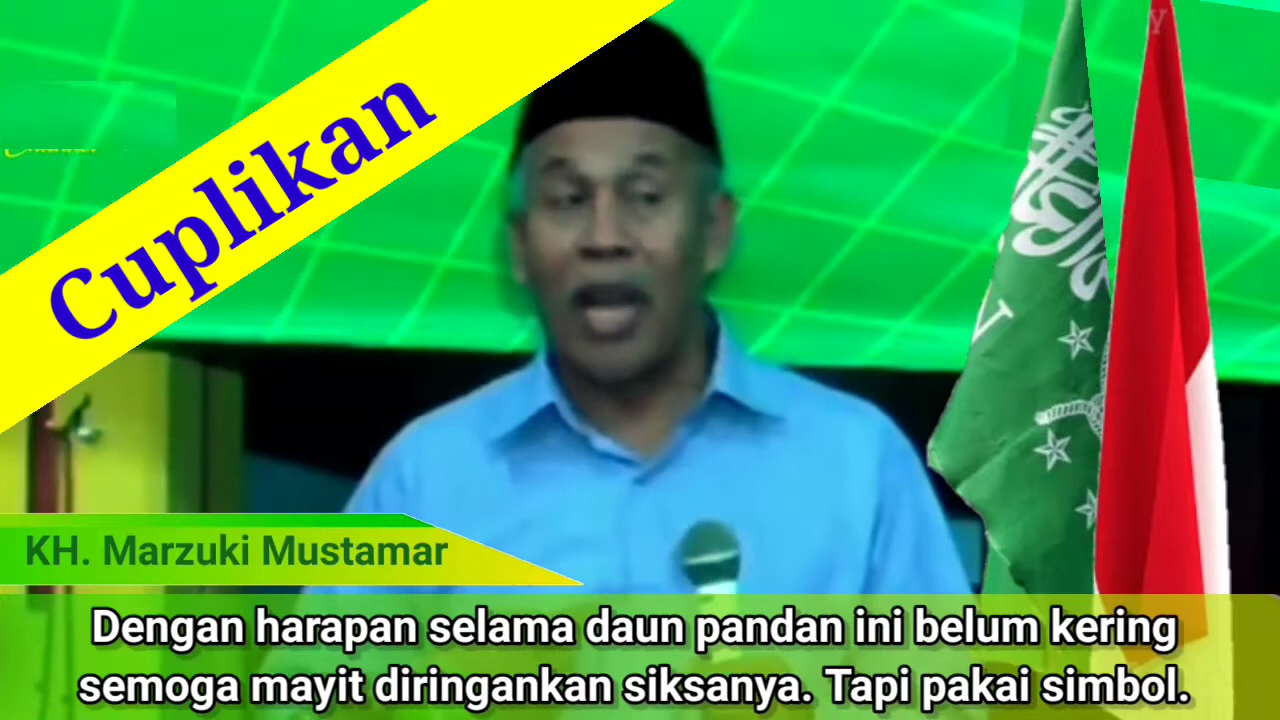 Cuplikan
KH. Marzuki Mustamar
Dengan harapan selama daun pandan ini belum kering
semoga mayit diringankan siksanya. Tapi pakai simbol.